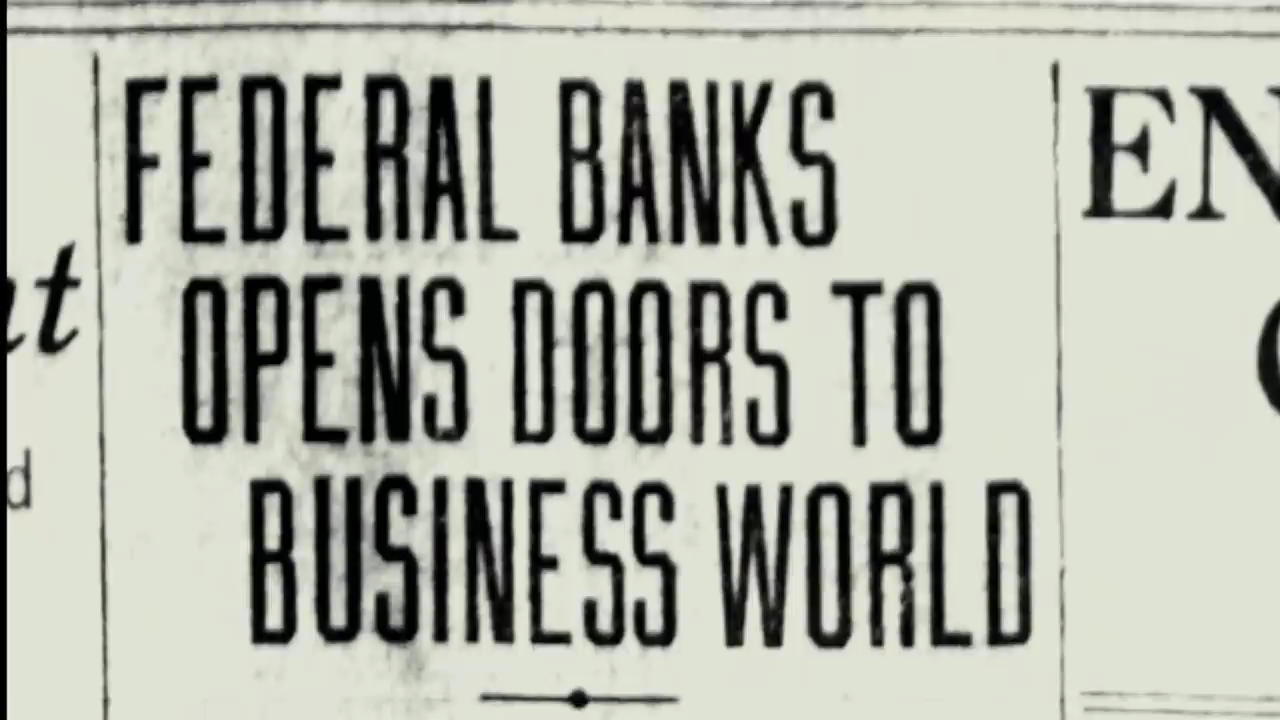 FEDERAL BANKS
OPENS DOORS TO
BUSINESS WORLD
EN
d